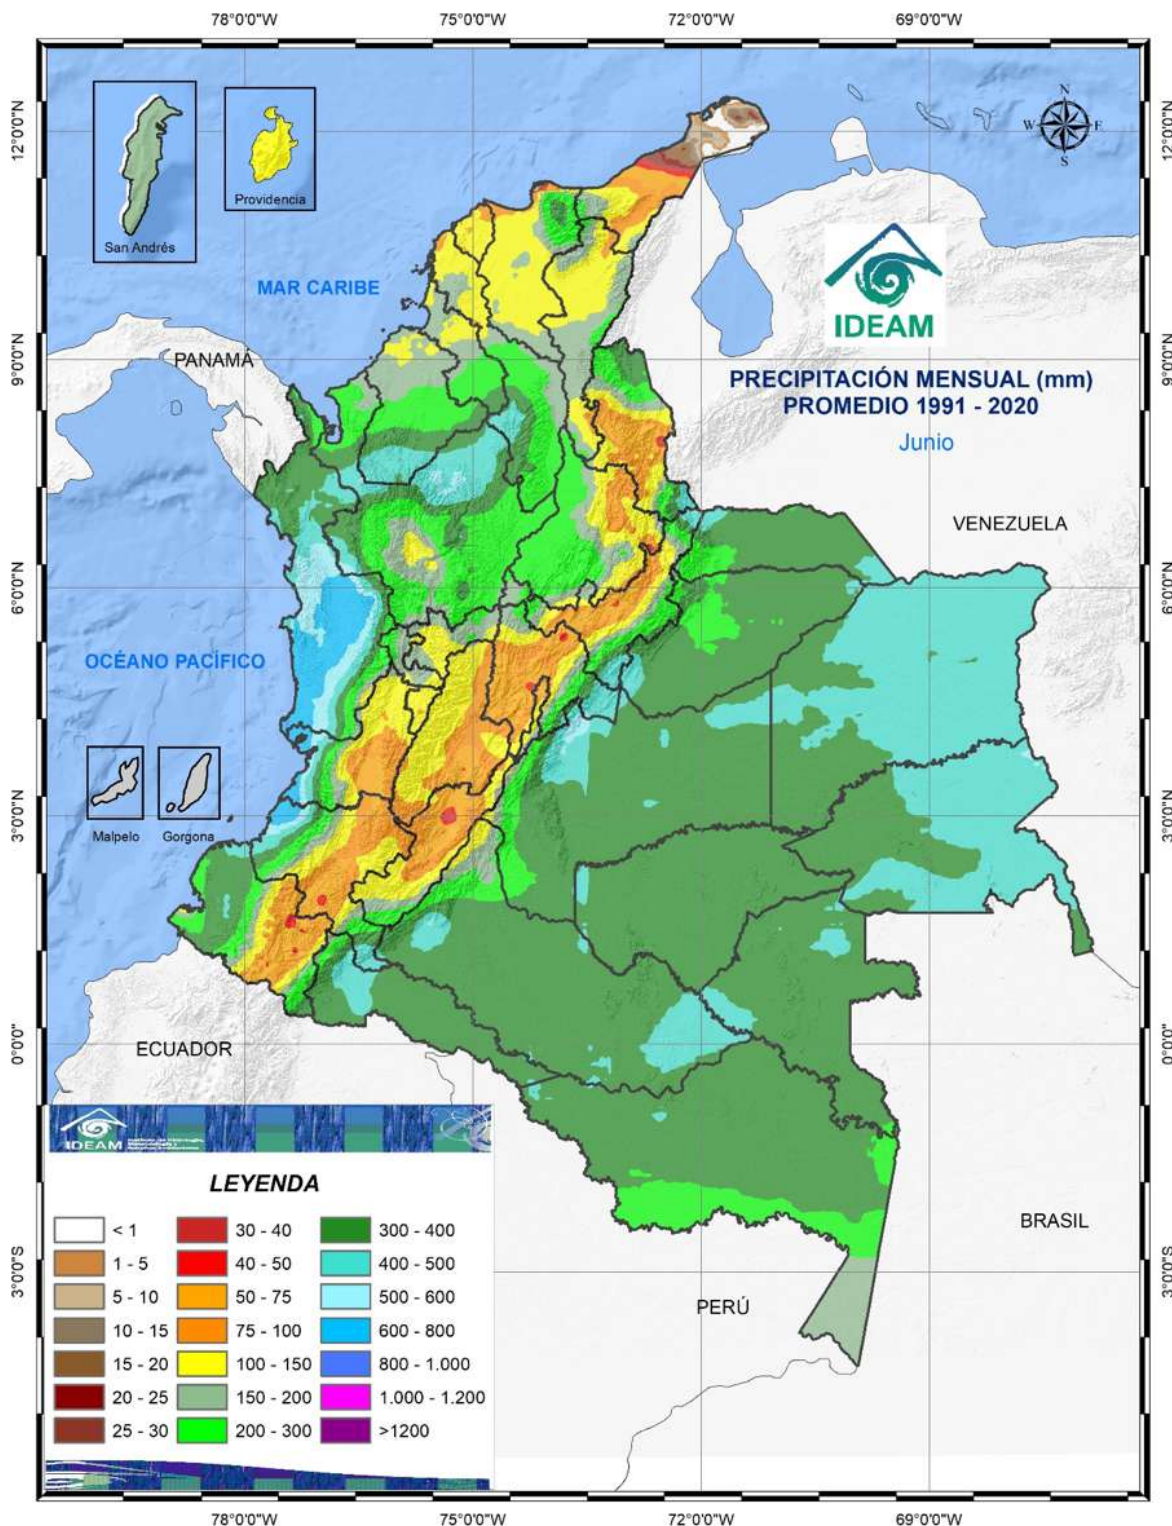 78°0'0"W 75°0'0"W 72°0'0"W 69°0'0"W
12°0'0"N
12°0'0"N
N
W E
S
San Andrés
Providencia
MAR CARIBE
IDEAM
9°0'0"N
9°0'0"N
PANAMÁ
PRECIPITACIÓN MENSUAL (mm)
PROMEDIO 1991 - 2020
Junio
VENEZUELA
6°0'0"N
6°0'0"N
OCÉANO PACÍFICO
3°0'0"N
3°0'0"N
Malpelo
Gorgona
0°0'0"
0°0'0"
ECUADOR
IDEAM
LEYENDA
< 1
1 - 5
5 - 10
10 - 15
15 - 20
20 - 25
25 - 30
30 - 40
40 - 50
50 - 75
75 - 100
100 - 150
150 - 200
200 - 300
300 - 400
400 - 500
500 - 600
600 - 800
800 - 1.000
1.000 - 1.200
>1200
BRASIL
PERÚ
3°0'0"S
3°0'0"S
78°0'0"W 75°0'0"W 72°0'0"W 69°0'0"W